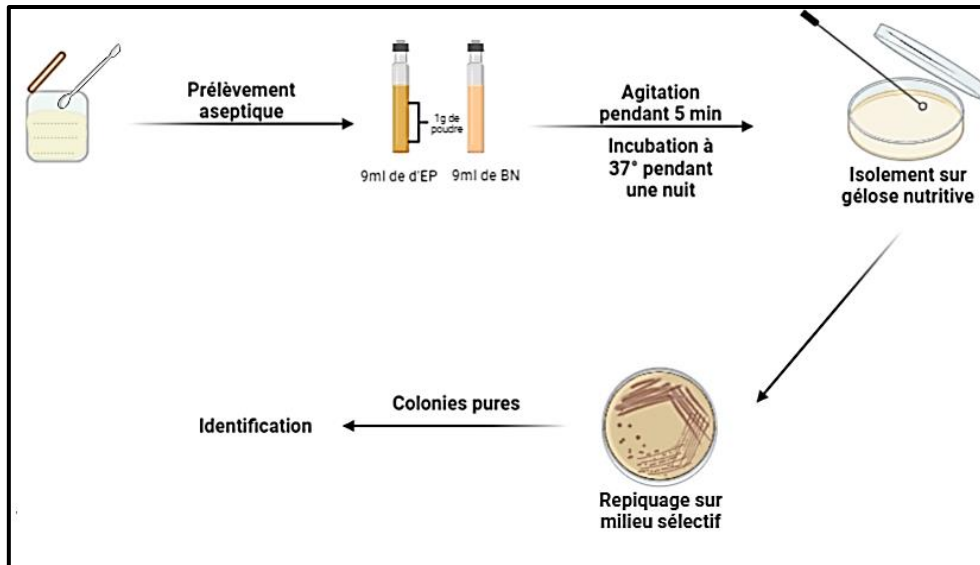 Prélèvement
aseptique
1g de
poudre
9ml de d'EP
9ml de BN
Agitation
pendant 5 min
Incubation à
37° pendant
une nuit
Isolement sur
gélose nutritive
Repiquage sur
milieu sélectif
Colonies pures
Identification